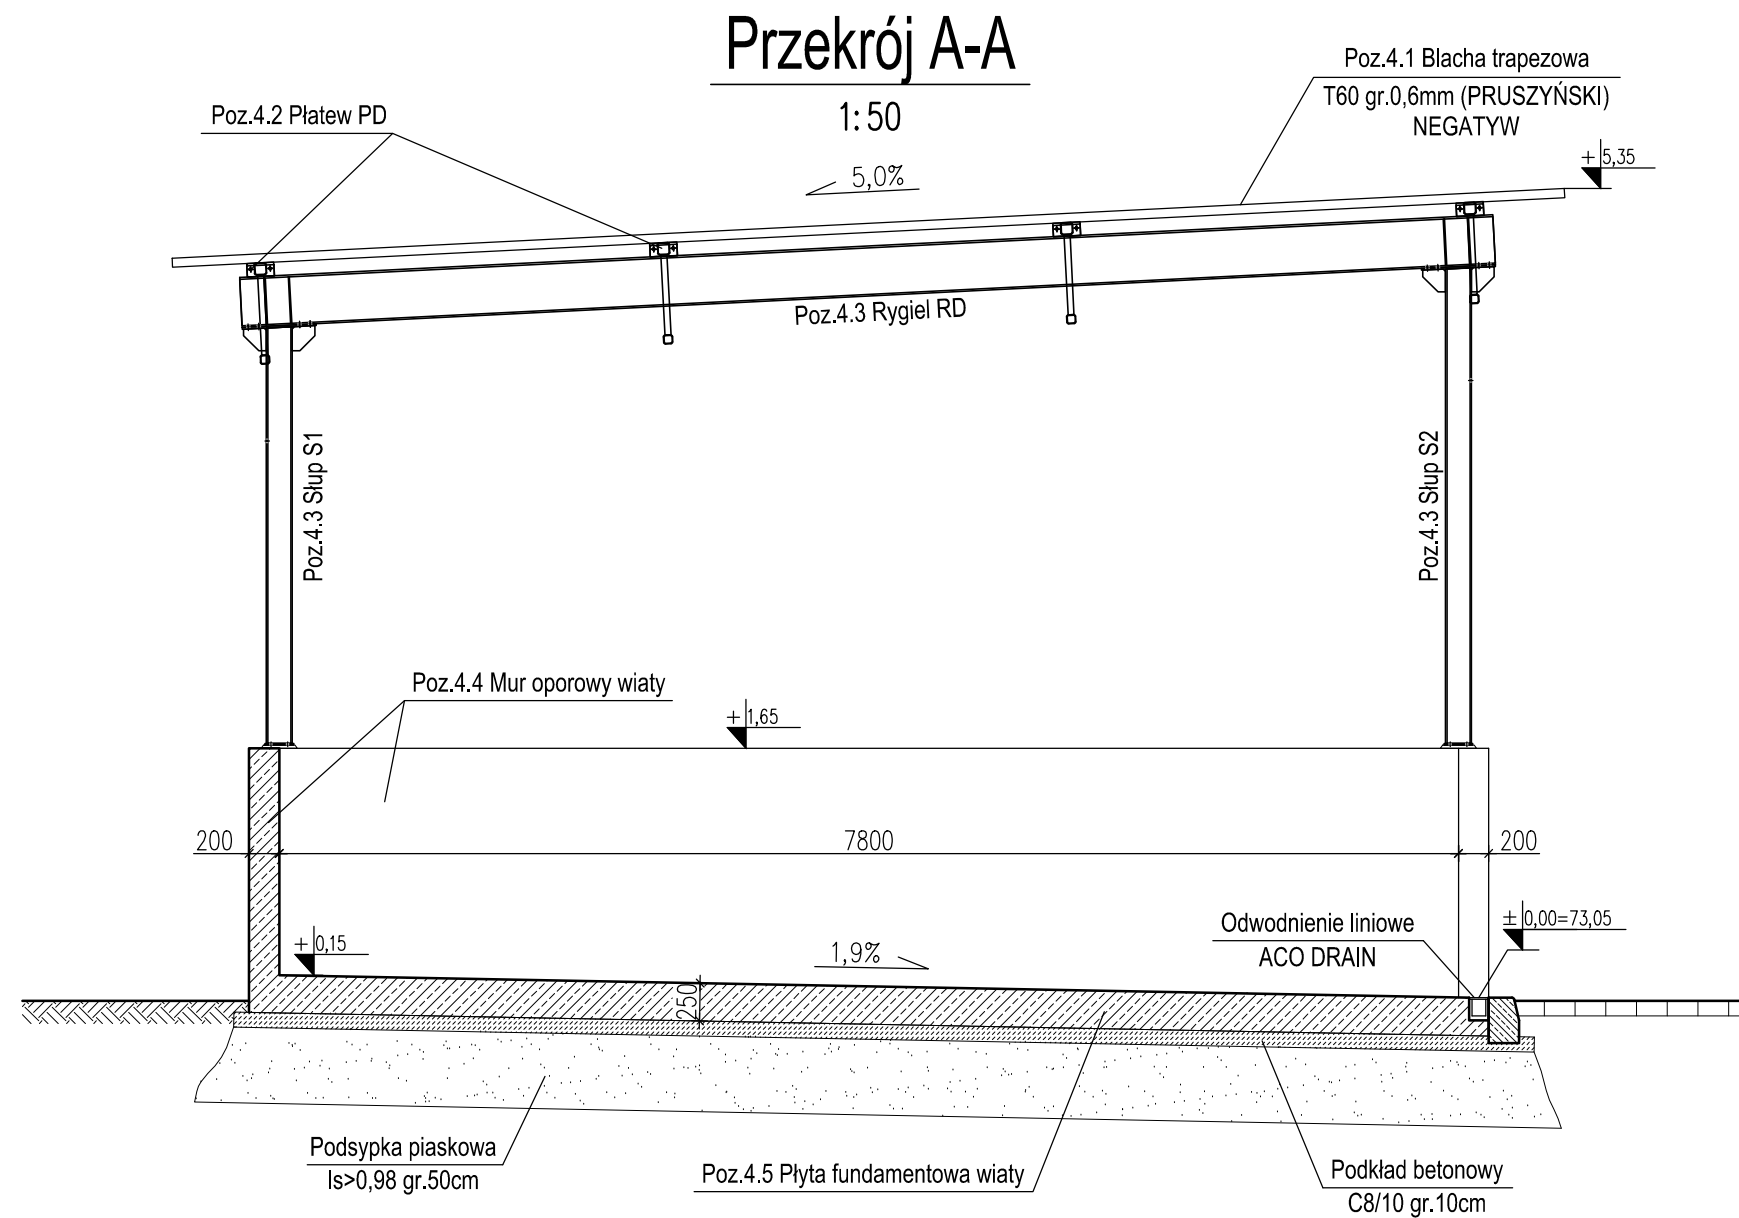 Przekrój A-A
1:50
Poz.4.1 Blacha trapezowa
T60 gr.0,6mm (PRUSZYŃSKI)
NEGATYW
Poz.4.2 Płatew PD
5,0%
+5,35
Poz.4.3 Rygiel RD
Poz.4.3 Słup S1
Poz.4.3 Słup S2
Poz.4.4 Mur oporowy wiaty
+1,65
200
7800
200
+0,15
1,9%
250
Odwodnienie liniowe
ACO DRAIN
±0,00=73,05
Podsypka piaskowa
Is>0,98 gr.50cm
Poz.4.5 Płyta fundamentowa wiaty
Podkład betonowy
C8/10 gr.10cm